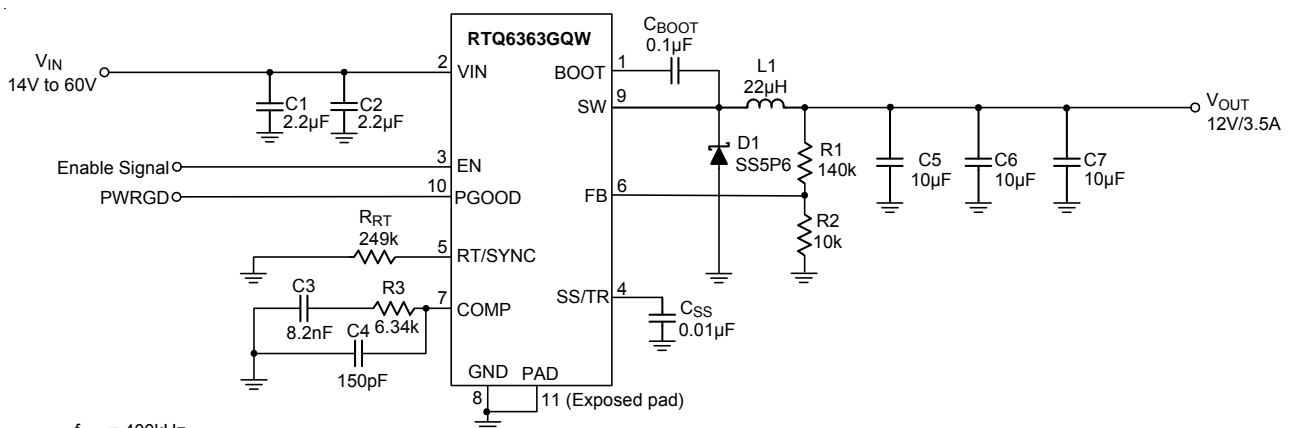 RTQ6363GQW
VIN
14V to 60V
2
VIN
C1
2.2µF
C2
2.2µF
Enable Signal
3
EN
PWRGD
10
PGOOD
RRT
249k
5
RT/SYNC
C3
8.2nF
R3
6.34k
7
COMP
C4
150pF
GND
8
PAD
11 (Exposed pad)
BOOT
1
CBOOT
0.1µF
SW
9
L1
22µH
VOUT
12V/3.5A
D1
SS5P6
R1
140k
FB
6
R2
10k
C5
10µF
C6
10µF
C7
10µF
SS/TR
4
CSS
0.01µF